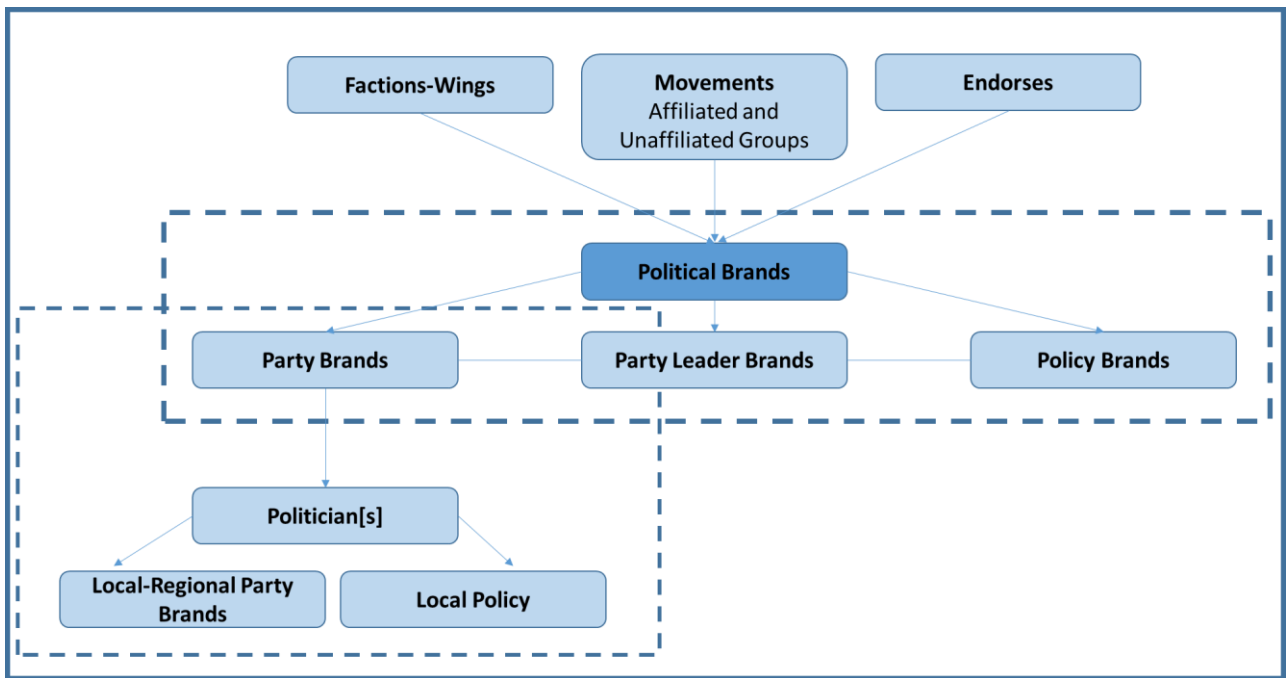 Factions-Wings
Movements
Affiliated and
Unaffiliated Groups
Endorses
Political Brands
Party Brands
Party Leader Brands
Policy Brands
Politician[s]
Local-Regional Party
Brands
Local Policy